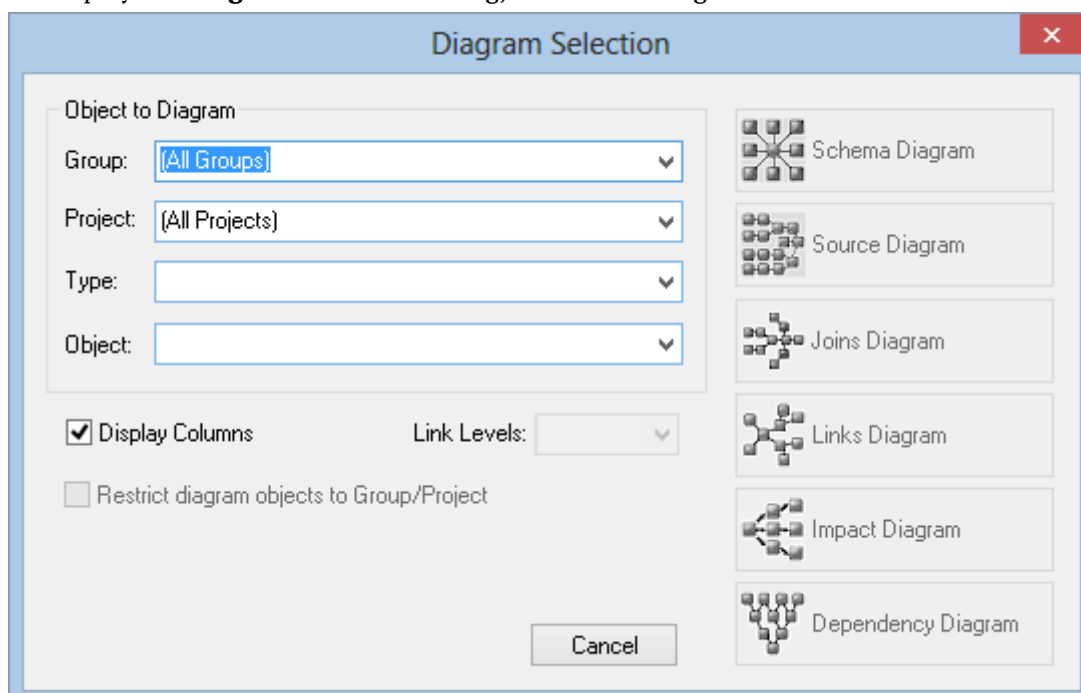 Diagram Selection
Object to Diagram
Group: (All Groups)
Project: (All Projects)
Type:
Object:
Display Columns
Link Levels:
Restrict diagram objects to Group/Project
Cancel
Schema Diagram
Source Diagram
Joins Diagram
Links Diagram
Impact Diagram
Dependency Diagram